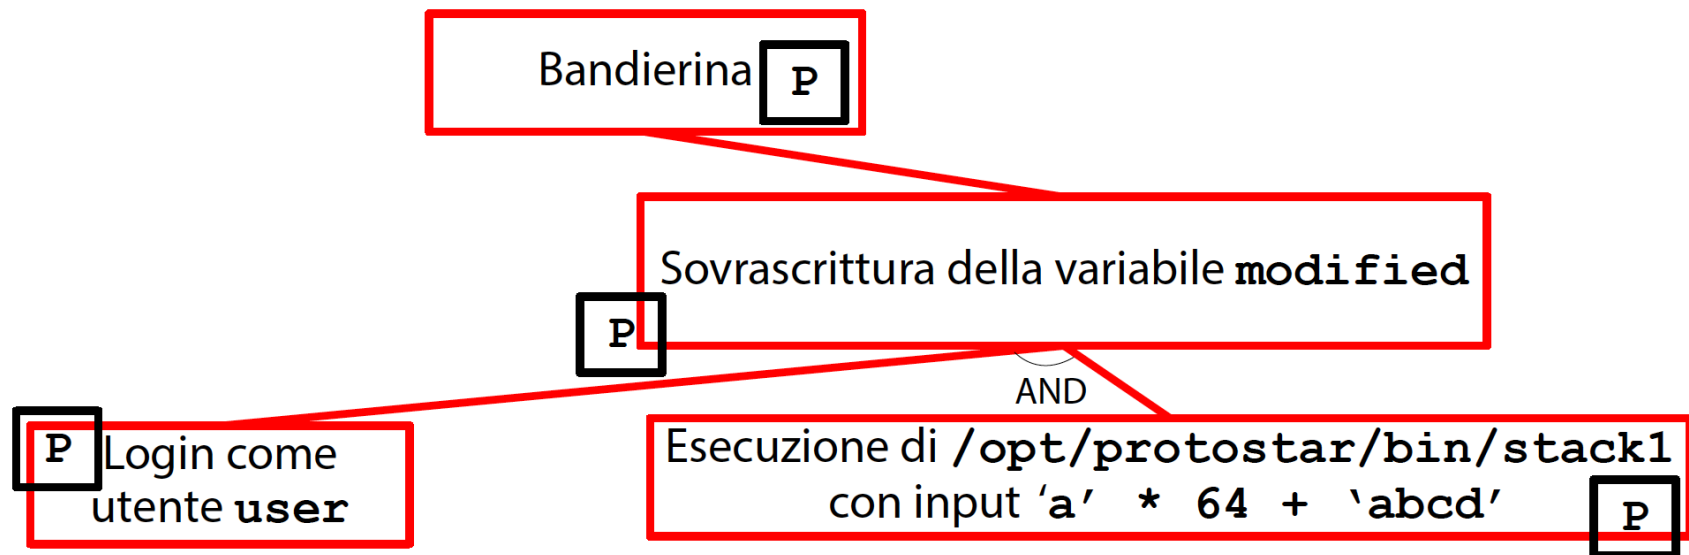 Bandierina P
Sovrascrittura della variabile modified
P
AND
P Login come
utente user
Esecuzione di /opt/protostar/bin/stack1
con input ‘a’ * 64 + ‘abcd’
P